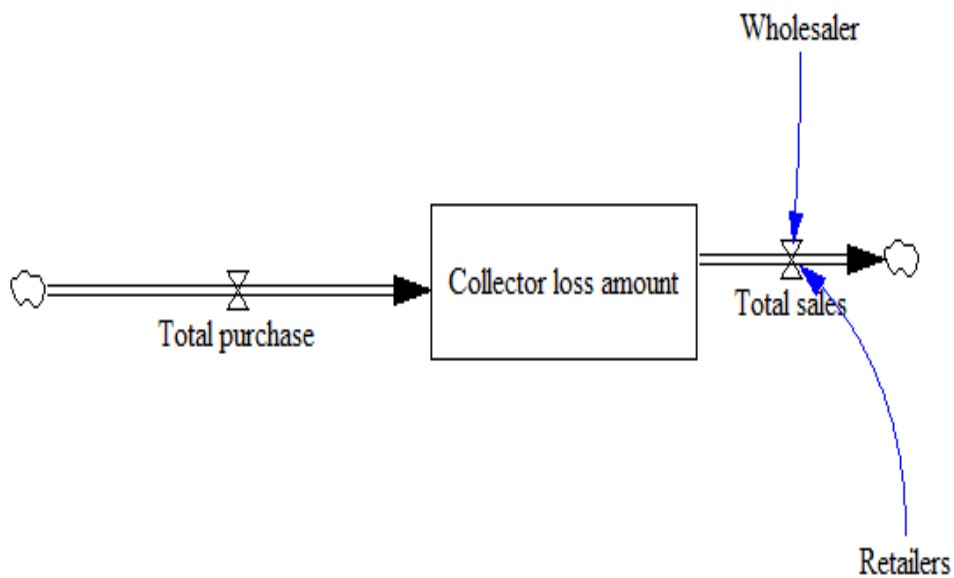 Wholesaler
Collector loss amount
Total sales
Total purchase
Retailers